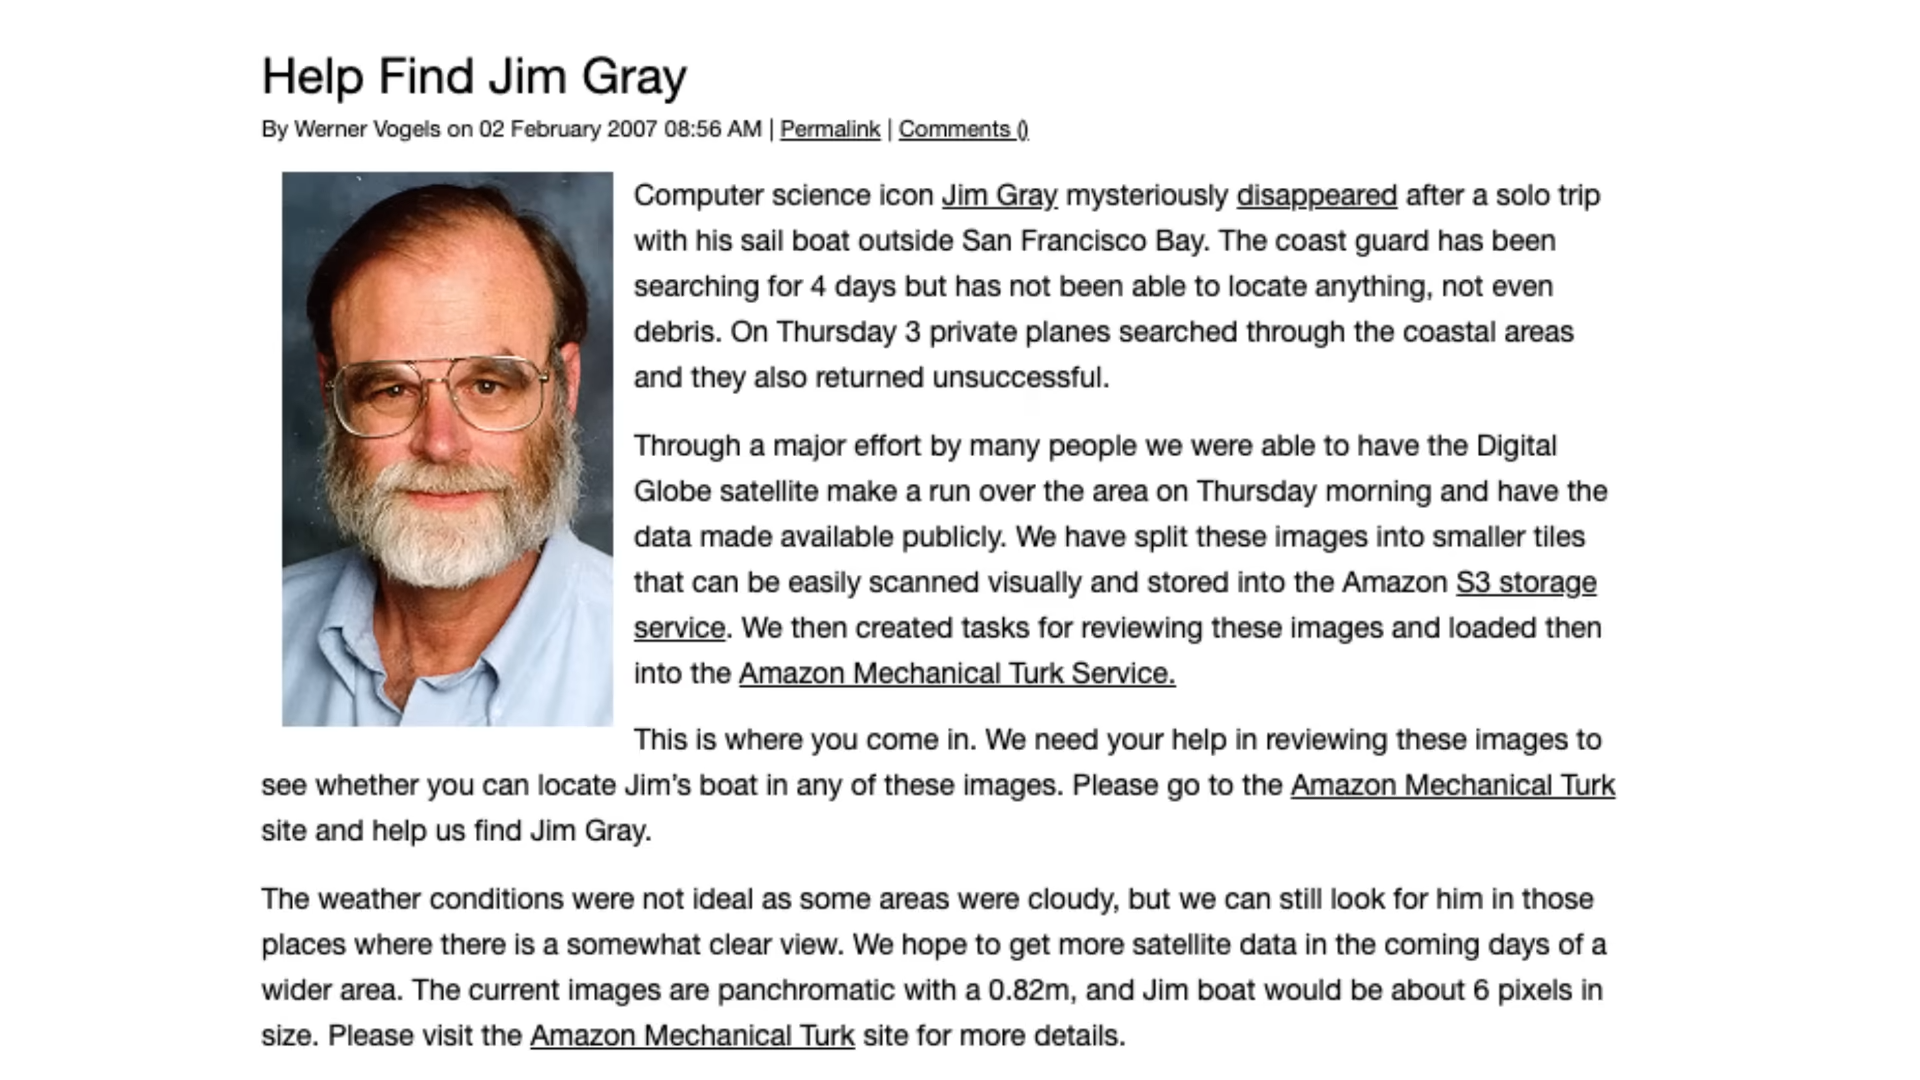 Help Find Jim Gray
By Werner Vogels on 02 February 2007 08:56 AM | Permalink | Comments ()
Computer science icon Jim Gray mysteriously disappeared after a solo trip
with his sail boat outside San Francisco Bay. The coast guard has been
searching for 4 days but has not been able to locate anything, not even
debris. On Thursday 3 private planes searched through the coastal areas
and they also returned unsuccessful.
Through a major effort by many people we were able to have the Digital
Globe satellite make a run over the area on Thursday morning and have the
data made available publicly. We have split these images into smaller tiles
that can be easily scanned visually and stored into the Amazon S3 storage
service. We then created tasks for reviewing these images and loaded then
into the Amazon Mechanical Turk Service.
This is where you come in. We need your help in reviewing these images to
see whether you can locate Jim’s boat in any of these images. Please go to the Amazon Mechanical Turk
site and help us find Jim Gray.
The weather conditions were not ideal as some areas were cloudy, but we can still look for him in those
places where there is a somewhat clear view. We hope to get more satellite data in the coming days of a
wider area. The current images are panchromatic with a 0.82m, and Jim boat would be about 6 pixels in
size. Please visit the Amazon Mechanical Turk site for more details.